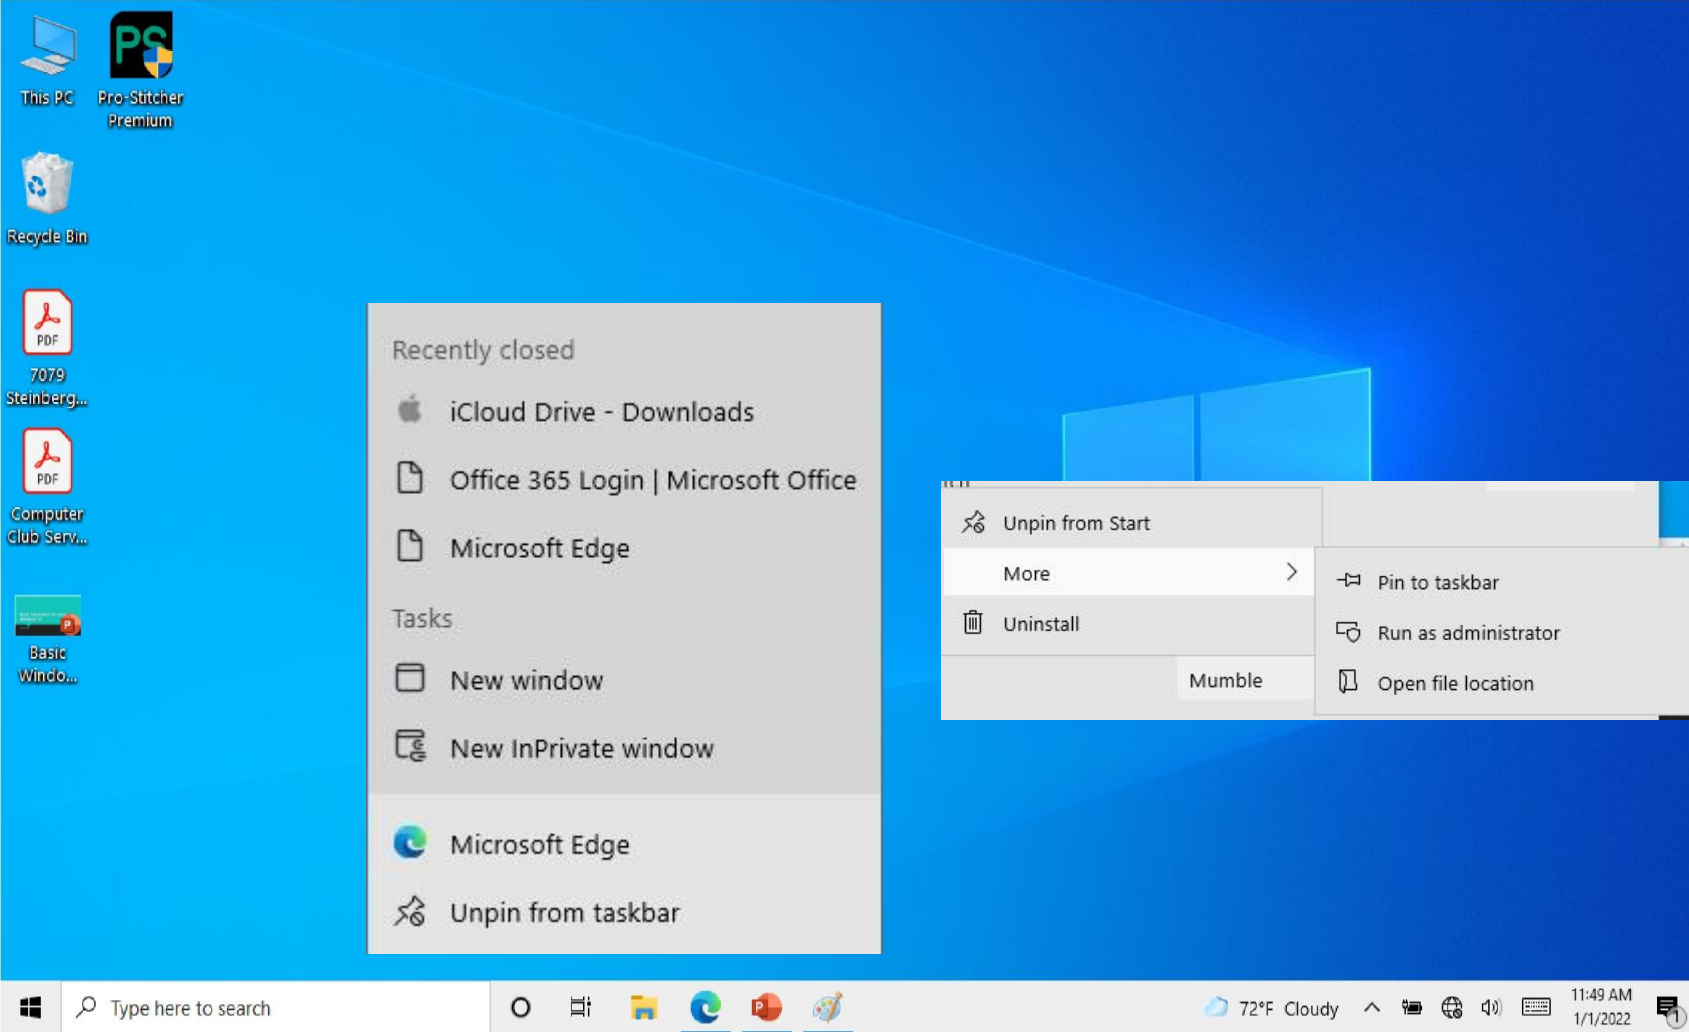 This PC
PS
Pro-Stitcher
Premium
Recycle Bin
PDF
7079
Steinberg...
PDF
Computer
Club Serv...
P
Basic
Windo...
Recently closed
iCloud Drive - Downloads
Office 365 Login | Microsoft Office
Microsoft Edge
Tasks
New window
New InPrivate window
Microsoft Edge
Unpin from taskbar
Unpin from Start
More
Uninstall
Mumble
Pin to taskbar
Run as administrator
Open file location
Type here to search
P
72°F Cloudy
11:49 AM
1/1/2022
1